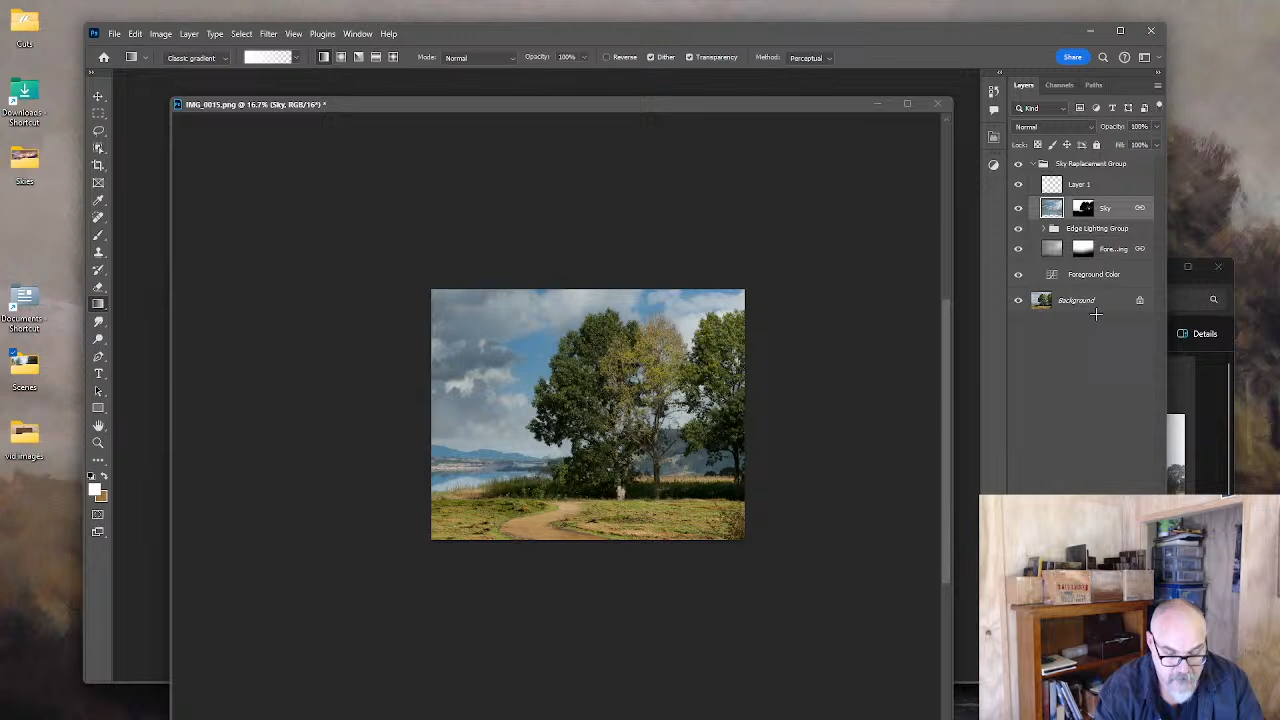 Cuts
Downloads -
Shortcut
Skies
Documents -
Shortcut
Scenes
vid images
Ps
File Edit Image Layer Type Select Filter View Plugins Window Help
Classic gradient
Mode: Normal
Opacity: 100%
Reverse
Dither
Transparency
Method: Perceptual
Share
IMG_0015.png @ 16.7% (Sky, RGB/16*) *
Layers Channels Paths
Kind
Normal
Opacity: 100%
Lock:
Fill: 100%
Sky Replacement Group
Layer 1
Sky
Edge Lighting Group
Fore...ing
Foreground Color
Background
Details